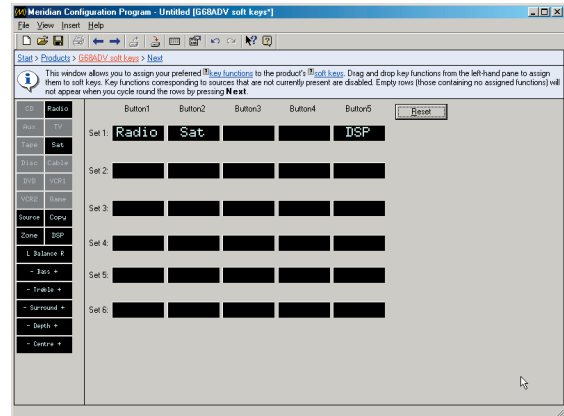 Meridian Configuration Program - Untitled [G68ADV soft keys*]
File View Insert Help
Start > Products > G68ADV soft keys > Next
This window allows you to assign your preferred key functions to the product's soft keys. Drag and drop key functions from the left-hand pane to assign
them to soft keys. Key functions corresponding to sources that are not currently present are disabled. Empty rows (those containing no assigned functions) will
not appear when you cycle round the rows by pressing Next.
CD Radio Button1 Button2 Button3 Button4 Button5 Reset
Aux TV
Set 1: Radio Sat DSP
Tape Sat
Disc Cable
Set 2:
DVD VCR1
VCR2 Game
Set 3:
Source Copy
Zone DSP
Set 4:
L Balance R
- Bass +
Set 5:
- Treble +
- Surround +
Set 6:
- Depth +
- Centre +